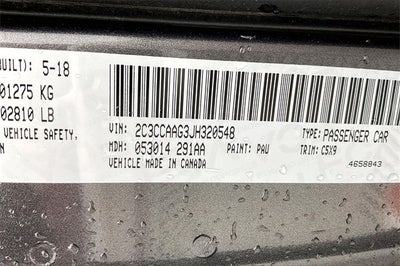 BUILT): 5-18
01275 KG
02810 LB
VEHICLE SAFETY,
VIN: 2C3CCAAG3JH320548 TYPE: PASSENGER CAR
MDH: 053014 291AA PAINT: PAU TRIM: C5X9
VEHICLE MADE IN CANADA 4658843